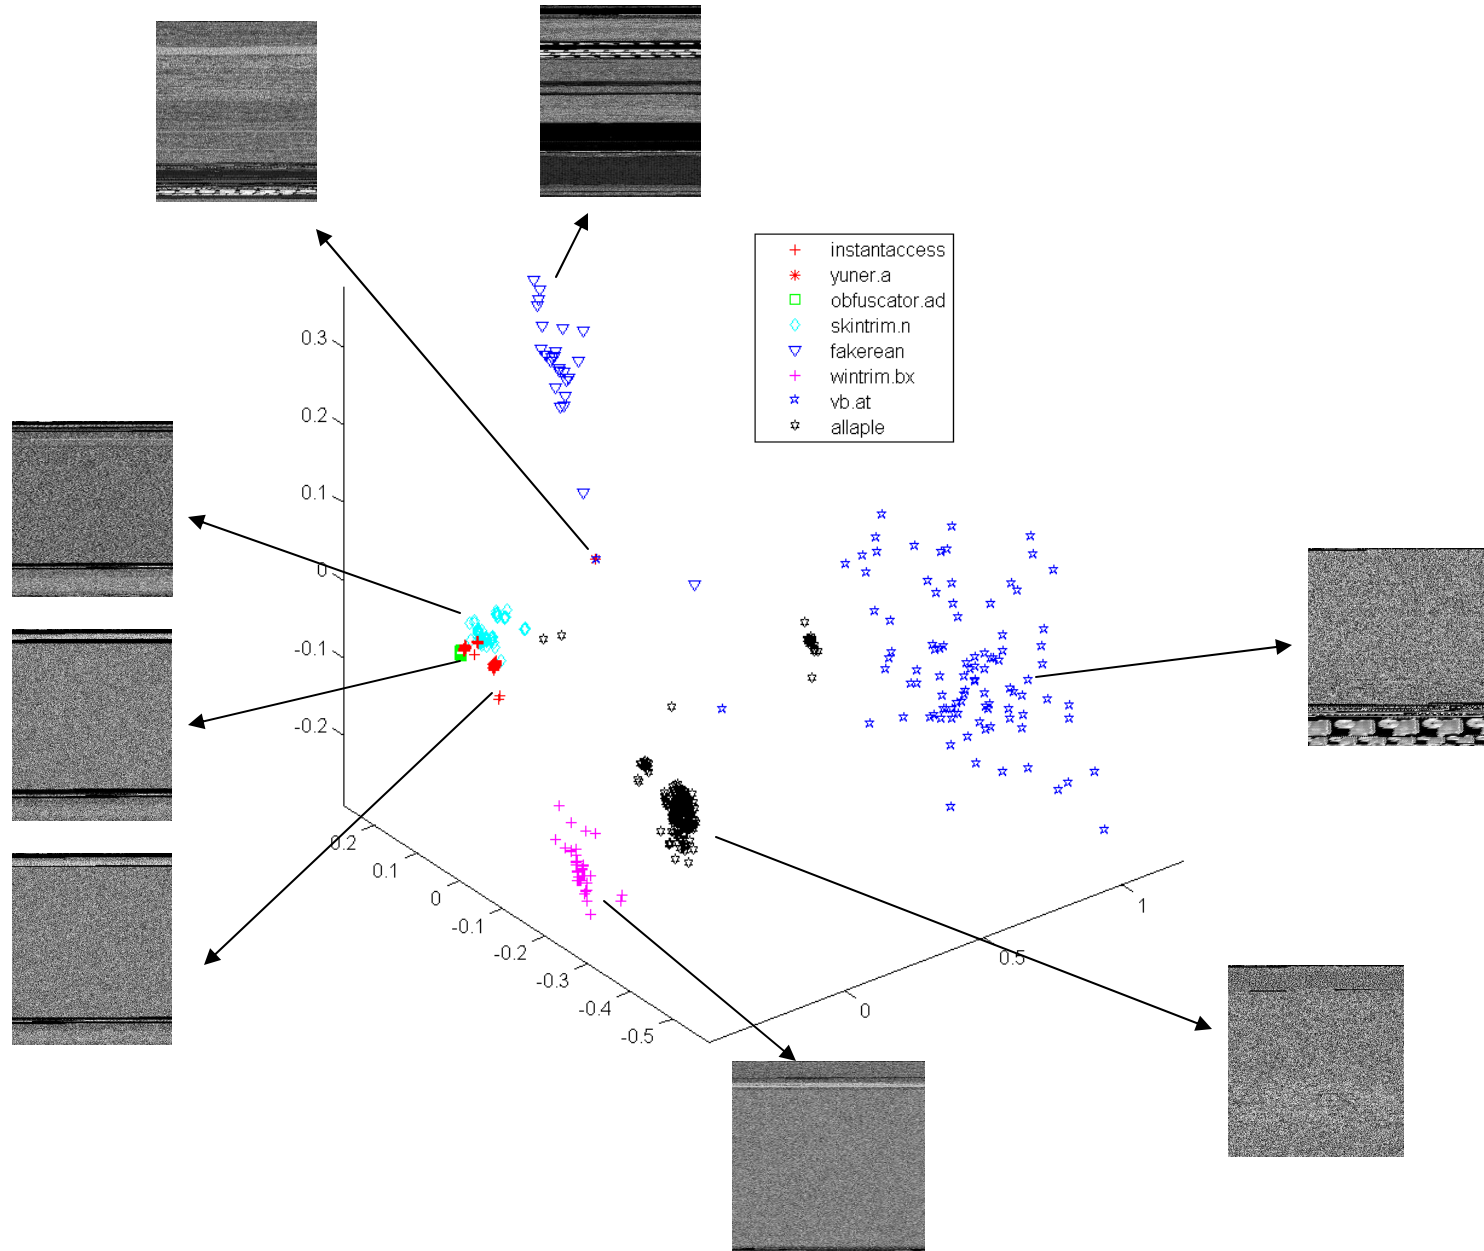 instantaccess
yuner.a
obfuscator.ad
skintrim.n
fakerean
wintrim.bx
vb.at
allaple
0.3
0.2
0.1
0
-0.1
-0.2
0.2
0.1
0
-0.1
-0.2
-0.3
-0.4
-0.5
0
0.5
1